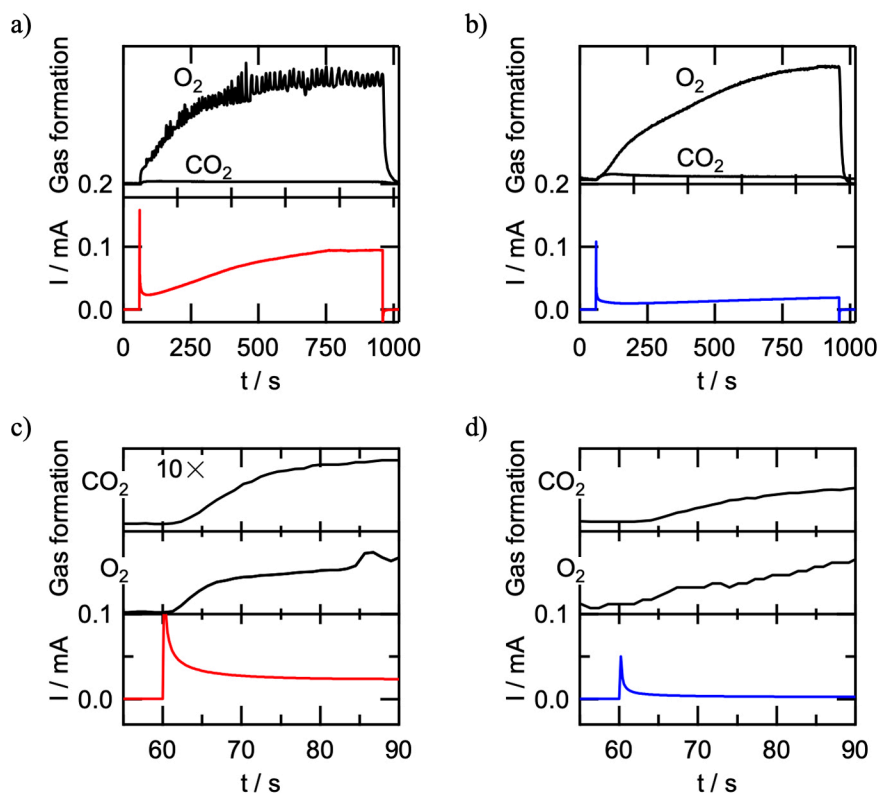 a)
Gas formation
O₂
CO₂
0.2
I / mA
0.1
0.0
0 250 500 750 1000
t / s
b)
Gas formation
O₂
CO₂
0.2
I / mA
0.1
0.0
0 250 500 750 1000
t / s
c)
Gas formation
CO₂
10×
O₂
0.1
I / mA
0.0
60 70 80 90
t / s
d)
Gas formation
CO₂
O₂
0.1
I / mA
0.0
60 70 80 90
t / s